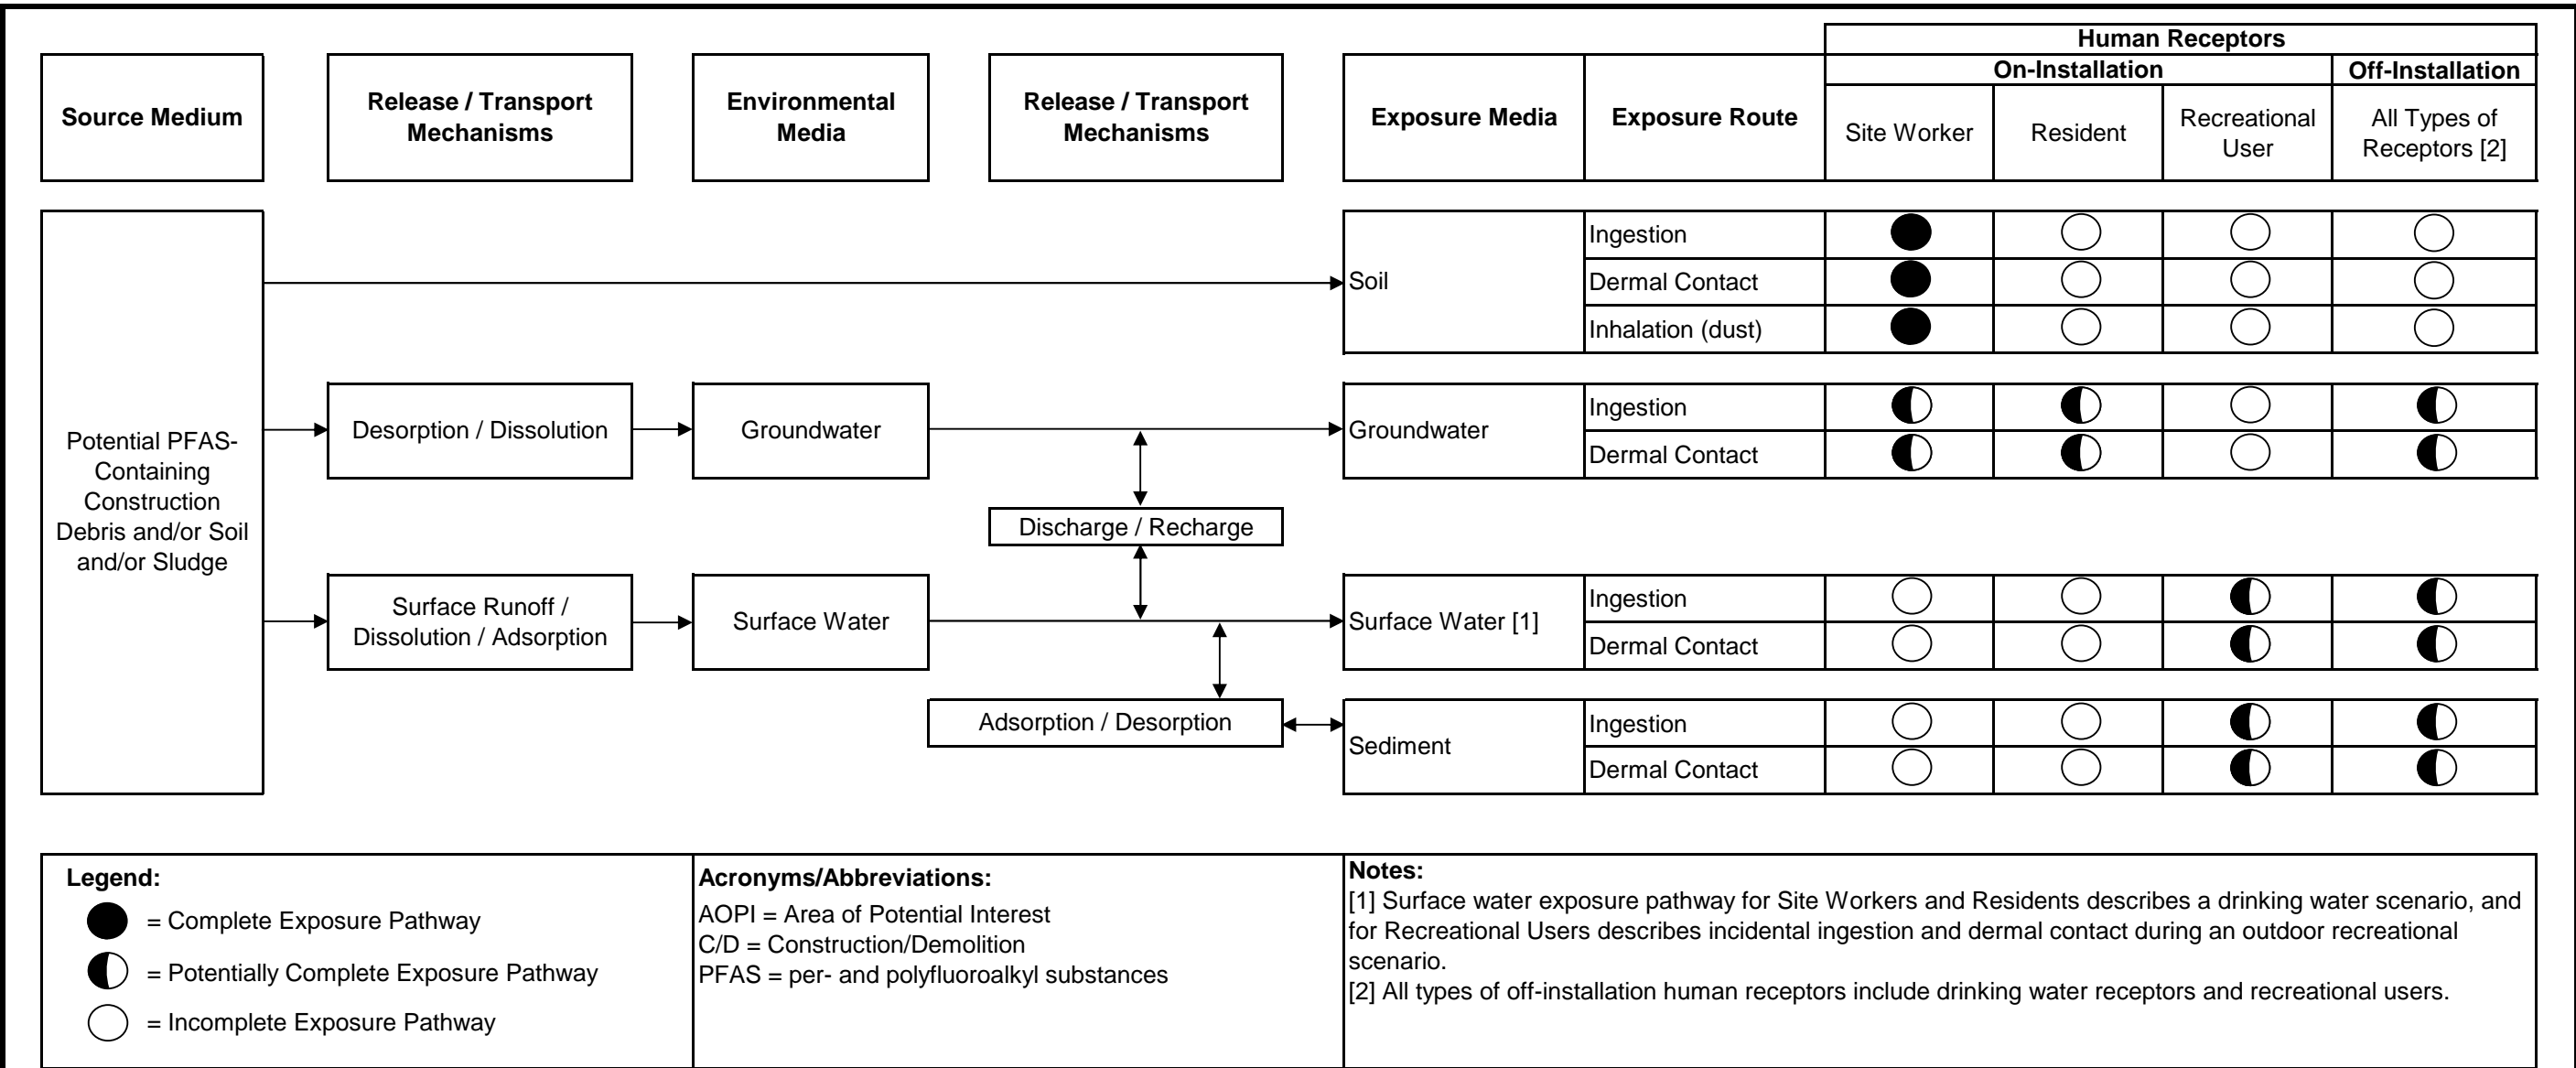 Human Receptors
On-Installation
Off-Installation
Source Medium
Release / Transport
Mechanisms
Environmental
Media
Release / Transport
Mechanisms
Exposure Media
Exposure Route
Site Worker
Resident
Recreational
User
All Types of
Receptors [2]
Potential PFAS-
Containing
Construction
Debris and/or Soil
and/or Sludge
Soil
Ingestion
Dermal Contact
Inhalation (dust)
Desorption / Dissolution
Groundwater
Groundwater
Ingestion
Dermal Contact
Discharge / Recharge
Surface Runoff /
Dissolution / Adsorption
Surface Water
Surface Water [1]
Ingestion
Dermal Contact
Adsorption / Desorption
Sediment
Ingestion
Dermal Contact
Legend:
= Complete Exposure Pathway
= Potentially Complete Exposure Pathway
= Incomplete Exposure Pathway
Acronyms/Abbreviations:
AOPI = Area of Potential Interest
C/D = Construction/Demolition
PFAS = per- and polyfluoroalkyl substances
Notes:
[1] Surface water exposure pathway for Site Workers and Residents describes a drinking water scenario, and
for Recreational Users describes incidental ingestion and dermal contact during an outdoor recreational
scenario.
[2] All types of off-installation human receptors include drinking water receptors and recreational users.